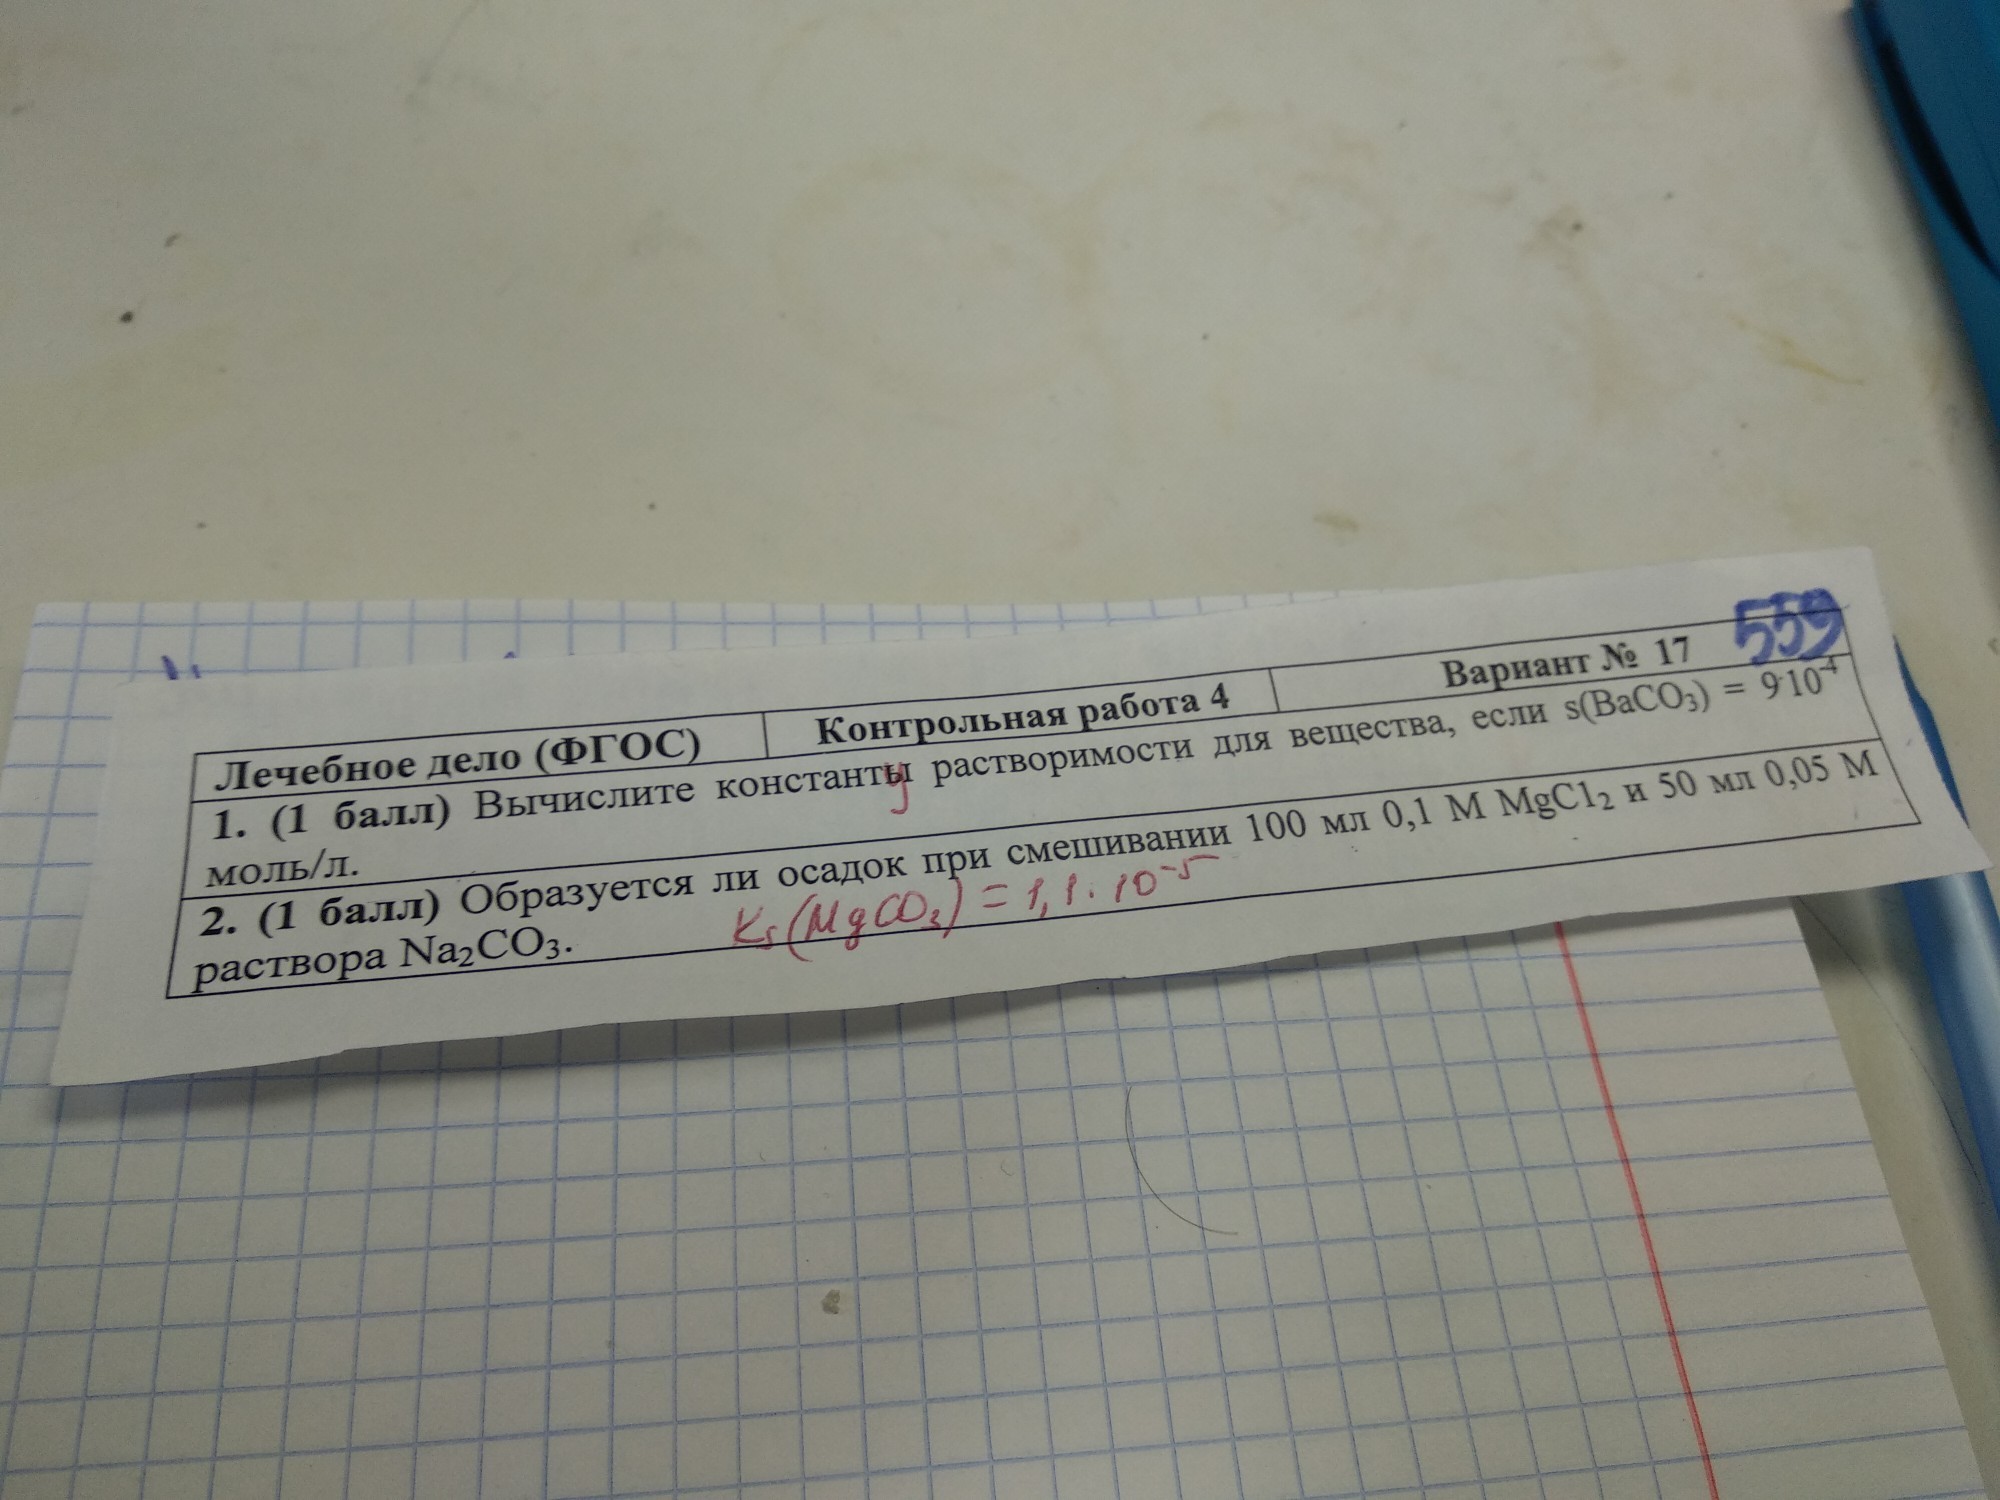 559
Лечебное дело (ФГОС) Контрольная работа 4 Вариант № 17
1. (1 балл) Вычислите константы растворимости для вещества, если s(BaCO₃) = 9·10⁻⁴
у
моль/л.
2. (1 балл) Образуется ли осадок при смешивании 100 мл 0,1 М MgCl₂ и 50 мл 0,05 М
раствора Na₂CO₃. Ks(MgCO₃) = 1,1·10⁻⁵